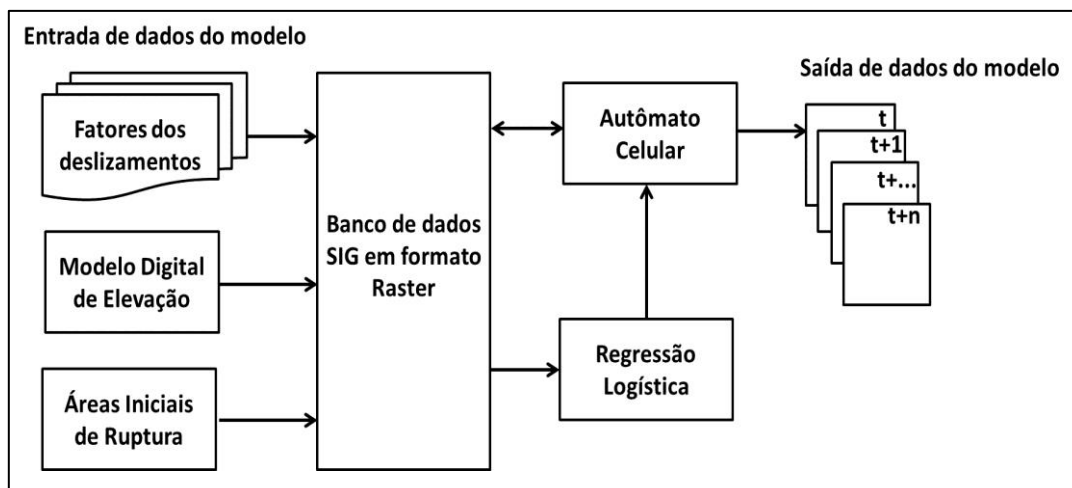 Entrada de dados do modelo
Fatores dos
deslizamentos
Modelo Digital
de Elevação
Áreas Iniciais
de Ruptura
Banco de dados
SIG em formato
Raster
Autômato
Celular
Regressão
Logística
Saída de dados do modelo
t
t+1
t+...
t+n